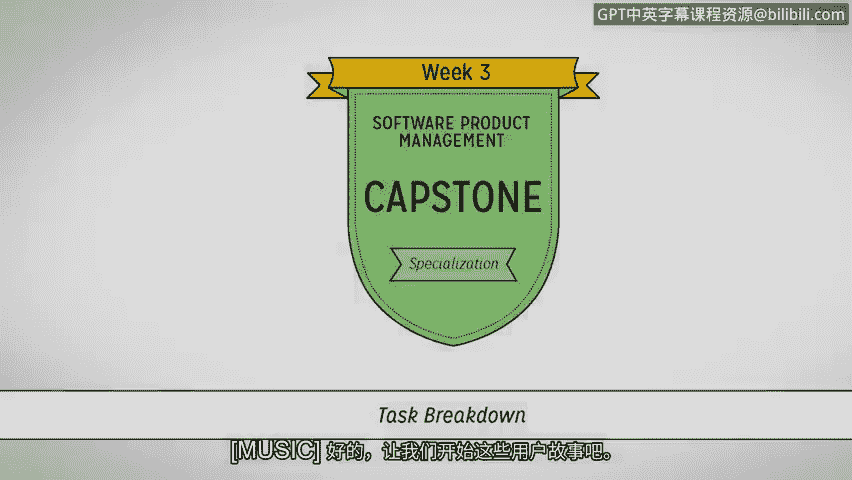 GPT中英字幕课程资源@bilibili.com
Week 3
SOFTWARE PRODUCT
MANAGEMENT
CAPSTONE
Specialization
Task Breakdown
[MUSIC] 好的，让我们开始这些用户故事吧。